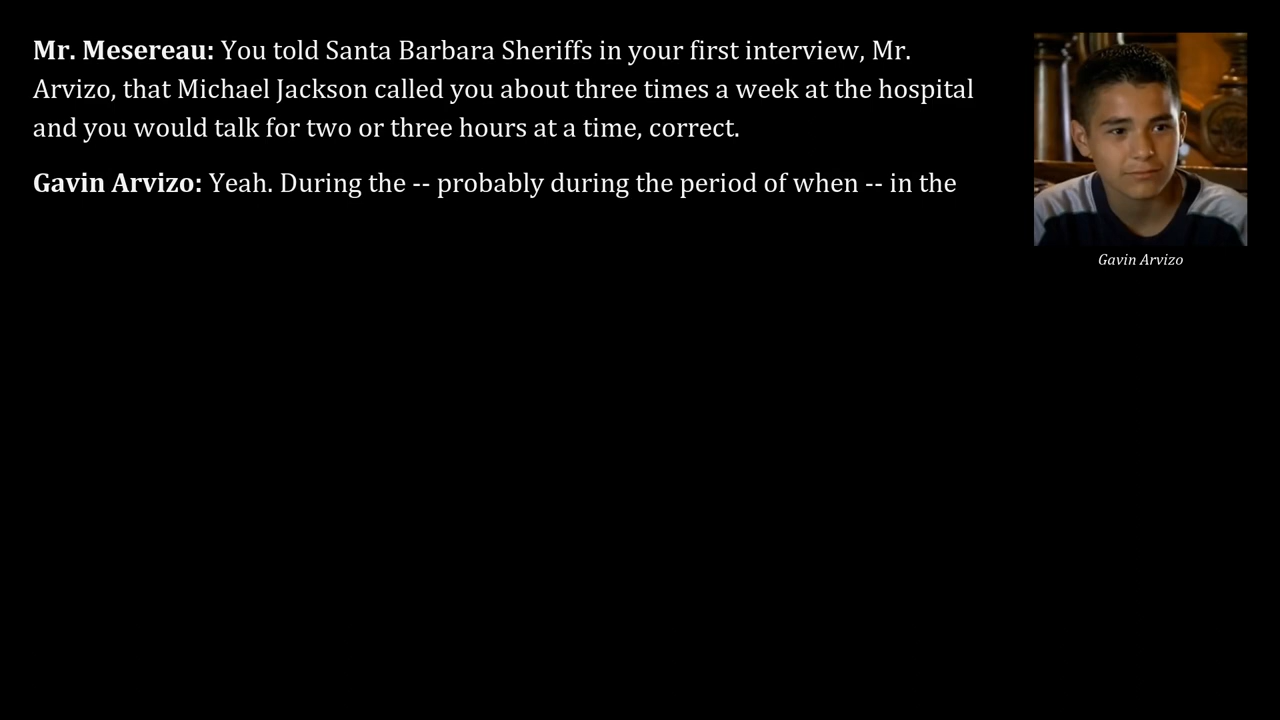 Mr. Mesereau: You told Santa Barbara Sheriffs in your first interview, Mr.
Arvizo, that Michael Jackson called you about three times a week at the hospital
and you would talk for two or three hours at a time, correct.
Gavin Arvizo: Yeah. During the -- probably during the period of when -- in the
Gavin Arvizo